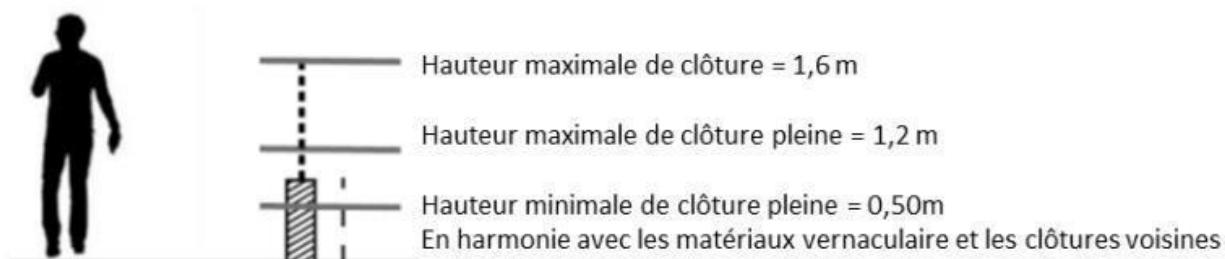 Hauteur maximale de clôture = 1,6 m
Hauteur maximale de clôture pleine = 1,2 m
Hauteur minimale de clôture pleine = 0,50m
En harmonie avec les matériaux vernaculaire et les clôtures voisines